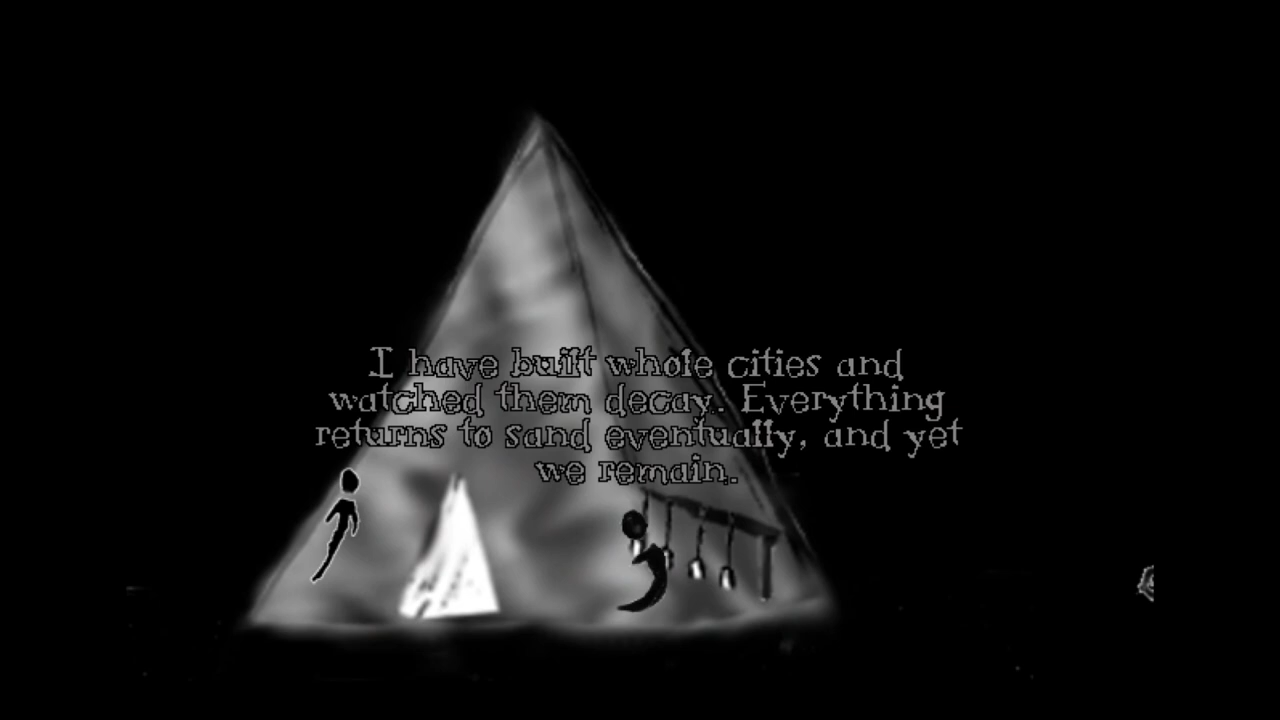 I have built whole cities and
watched them decay. Everything
returns to sand eventually, and yet
we remain.